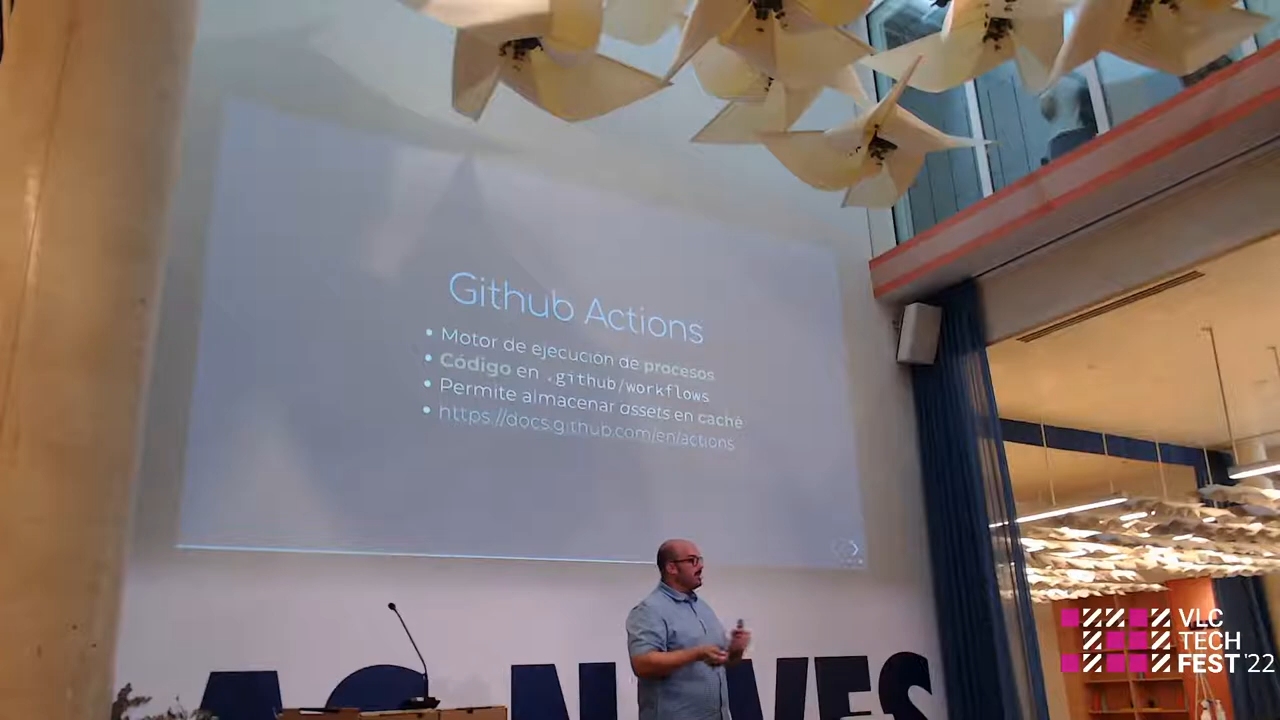 Github Actions
• Motor de ejecución de procesos
• Código en .github/workflows
• Permite almacenar assets en caché
• https://docs.github.com/en/actions
VLC
TECH
FEST'22